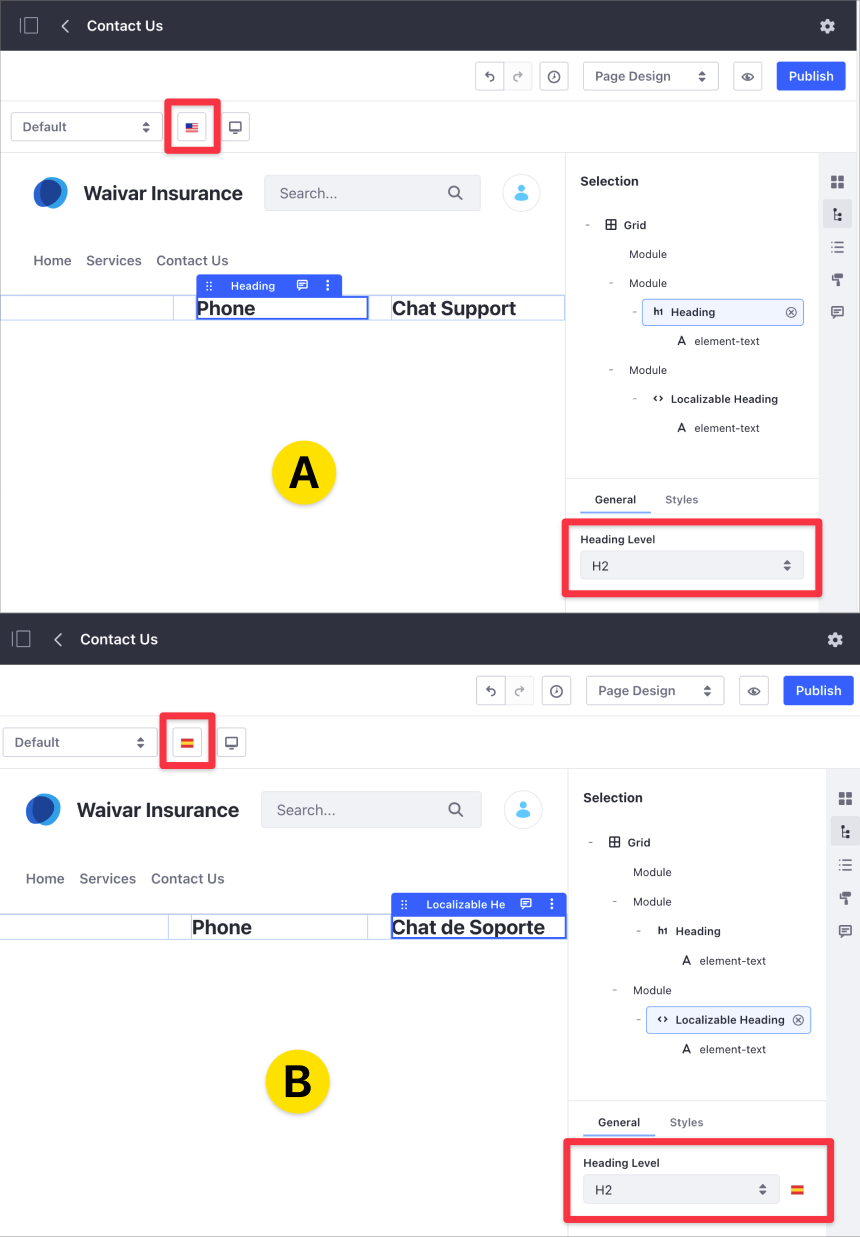 Contact Us
Page Design
Publish
Default
Waivar Insurance
Search...
Selection
Grid
Module
Home Services Contact Us
Heading
Module
Phone
Chat Support
h1 Heading
A element-text
Module
<> Localizable Heading
A element-text
A
General Styles
Heading Level
H2
Contact Us
Page Design
Publish
Default
Waivar Insurance
Search...
Selection
Grid
Module
Home Services Contact Us
Localizable He
Module
Phone
Chat de Soporte
h1 Heading
A element-text
Module
<> Localizable Heading
A element-text
B
General Styles
Heading Level
H2